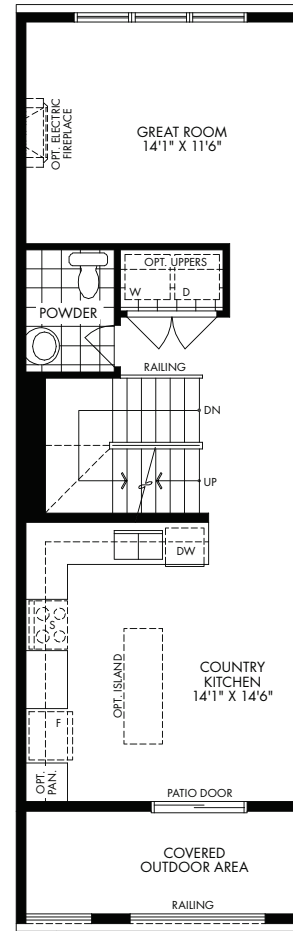 OPT. ELECTRIC
FIREPLACE
GREAT ROOM
14'1" X 11'6"
OPT. UPPERS
W
D
POWDER
RAILING
DN
UP
DW
S
OPT. ISLAND
COUNTRY
KITCHEN
14'1" X 14'6"
F
OPT.
PAN.
PATIO DOOR
COVERED
OUTDOOR AREA
RAILING